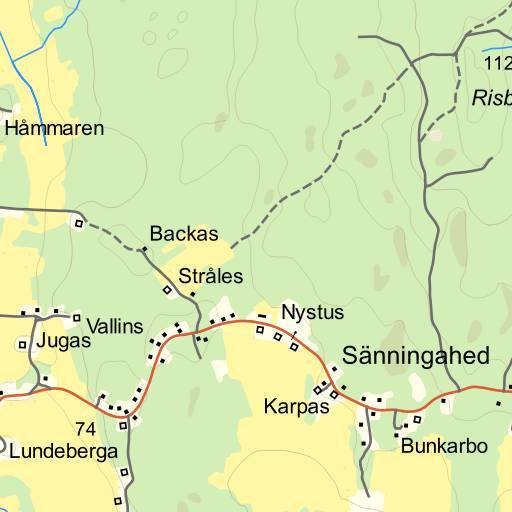 112
Risb
Håmmaren
Backas
Stråles
Nystus
Vallins
Jugas
Sänningahed
Karpas
74
Lundeberga
Bunkarbo